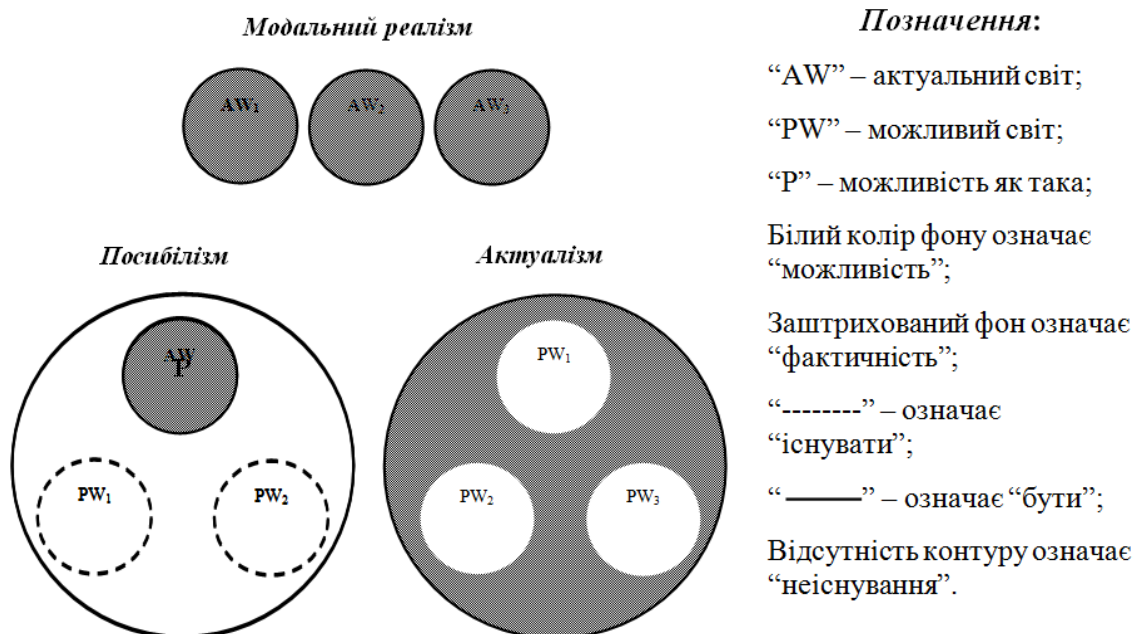 Модальний реалізм
AW₁ AW₂ AW₃
Посибілізм
AW
P
PW₁ PW₂
Актуалізм
PW₁
PW₂ PW₃
Позначення:
“AW” – актуальний світ;
“PW” – можливий світ;
“P” – можливість як така;
Білий колір фону означає
“можливість”;
Заштрихований фон означає
“фактичність”;
“--------” – означає
“існувати”;
“———” – означає “бути”;
Відсутність контуру означає
“неіснування”.